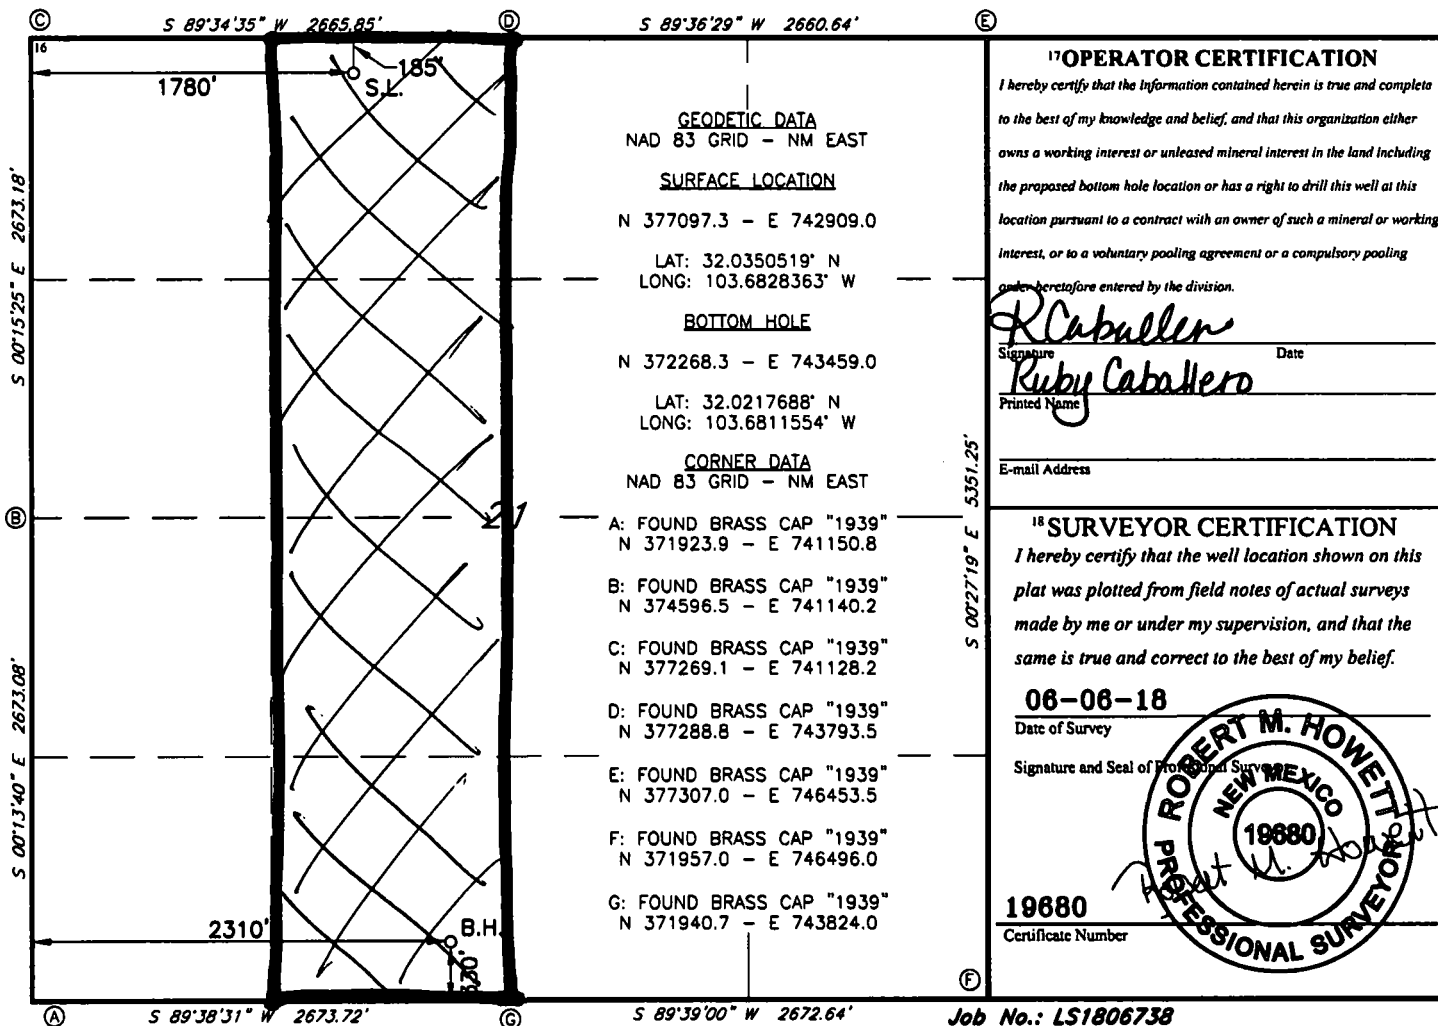 Ⓒ S 89°34'35" W 2665.85' Ⓓ S 89°36'29" W 2660.64' Ⓔ
16
1780'
185'
S.L.
S 00°15'25" E 2673.18'
Ⓑ
S 00°13'40" E 2673.08'
21
2310'
B.H.
330'
GEODETIC DATA
NAD 83 GRID - NM EAST
SURFACE LOCATION
N 377097.3 - E 742909.0
LAT: 32.0350519° N
LONG: 103.6828363° W
BOTTOM HOLE
N 372268.3 - E 743459.0
LAT: 32.0217688° N
LONG: 103.6811554° W
CORNER DATA
NAD 83 GRID - NM EAST
A: FOUND BRASS CAP "1939"
N 371923.9 - E 741150.8
B: FOUND BRASS CAP "1939"
N 374596.5 - E 741140.2
C: FOUND BRASS CAP "1939"
N 377269.1 - E 741128.2
D: FOUND BRASS CAP "1939"
N 377288.8 - E 743793.5
E: FOUND BRASS CAP "1939"
N 377307.0 - E 746453.5
F: FOUND BRASS CAP "1939"
N 371957.0 - E 746496.0
G: FOUND BRASS CAP "1939"
N 371940.7 - E 743824.0
S 00°27'19" E 5351.25'
Ⓕ
Ⓐ S 89°38'31" W 2673.72' Ⓖ S 89°39'00" W 2672.64'
17 OPERATOR CERTIFICATION
I hereby certify that the information contained herein is true and complete
to the best of my knowledge and belief, and that this organization either
owns a working interest or unleased mineral interest in the land including
the proposed bottom hole location or has a right to drill this well at this
location pursuant to a contract with an owner of such a mineral or working
interest, or to a voluntary pooling agreement or a compulsory pooling
order heretofore entered by the division.
R Caballero
Signature Date
Ruby Caballero
Printed Name
E-mail Address
18 SURVEYOR CERTIFICATION
I hereby certify that the well location shown on this
plat was plotted from field notes of actual surveys
made by me or under my supervision, and that the
same is true and correct to the best of my belief.
06-06-18
Date of Survey
Signature and Seal of Professional Surveyor
ROBERT M. HOWETT
NEW MEXICO
19680
PROFESSIONAL SURVEYOR
Robert M. Howett
19680
Certificate Number
Job No.: LS1806738